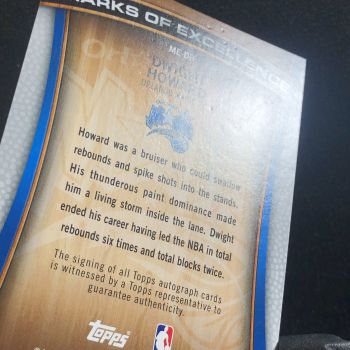 MARKS OF EXCELLENCE
DWIGHT
HOWARD
Howard was a bruiser who could swallow
rebounds and spike shots into the stands.
His thunderous paint dominance made
him a living storm inside the lane. Dwight
ended his career having led the NBA in total
rebounds six times and total blocks twice.
The signing of all Topps autograph cards
is witnessed by a Topps representative to
guarantee authenticity.
topps
NBA